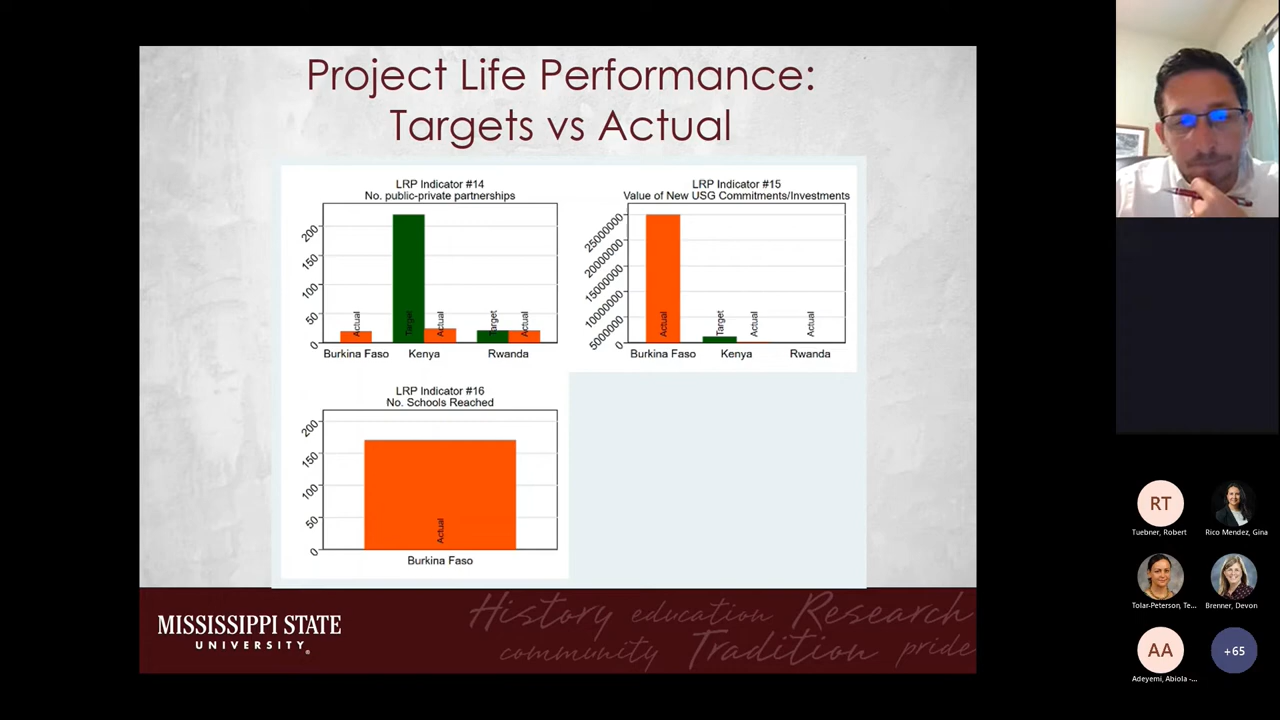 Project Life Performance:
Targets vs Actual
LRP Indicator #14
No. public-private partnerships
200
150
100
50
0
Actual
Target
Actual
Target
Actual
Burkina Faso
Kenya
Rwanda
LRP Indicator #15
Value of New USG Commitments/Investments
25000000
20000000
15000000
10000000
5000000
0
Actual
Target
Actual
Actual
Burkina Faso
Kenya
Rwanda
LRP Indicator #16
No. Schools Reached
200
150
100
50
0
Actual
Burkina Faso
MISSISSIPPI STATE
UNIVERSITY®
History education Research
community Tradition pride
RT
Tuebner, Robert
Rico Mendez, Gina
Tolar-Peterson, Te...
Brenner, Devon
AA
Adeyemi, Abiola -...
+65